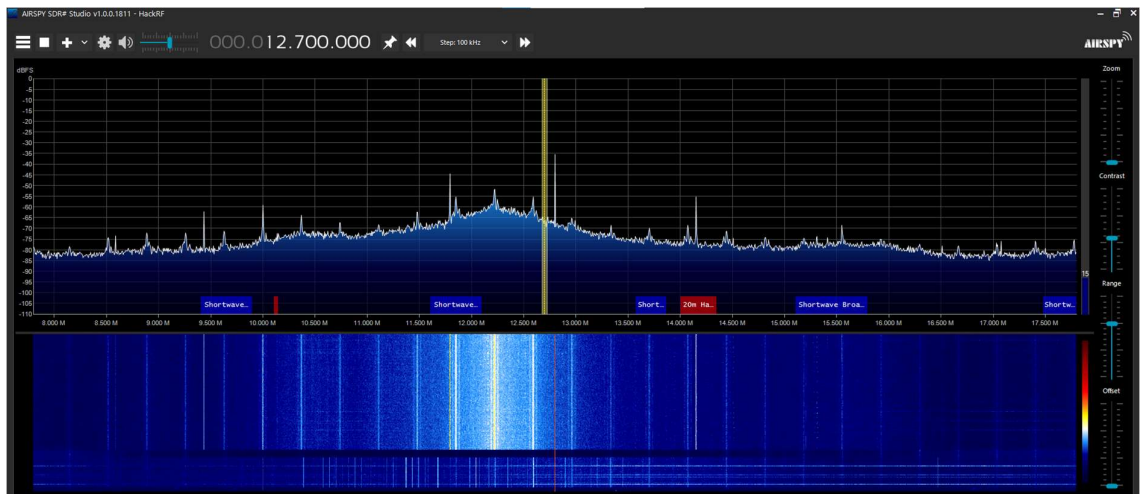 AIRSPY SDR# Studio v1.0.0.1811 - HackRF
000.012.700.000
Step: 100 kHz
AIRSPY
dBFS
0
-5
-10
-15
-20
-25
-30
-35
-40
-45
-50
-55
-60
-65
-70
-75
-80
-85
-90
-95
-100
-105
-110
15
Shortwave..
Shortwave..
Short..
20m Ha..
Shortwave Broa..
Shortw..
8.000 M
8.500 M
9.000 M
9.500 M
10.000 M
10.500 M
11.000 M
11.500 M
12.000 M
12.500 M
13.000 M
13.500 M
14.000 M
14.500 M
15.000 M
15.500 M
16.000 M
16.500 M
17.000 M
17.500 M
Zoom
Contrast
Range
Offset